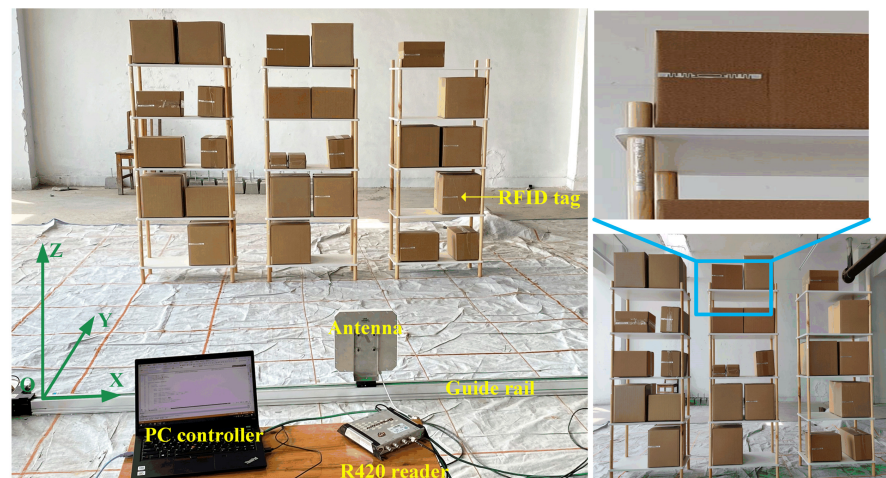 RFID tag
Z
Y
Antenna
O
X
Guide rail
PC controller
R420 reader